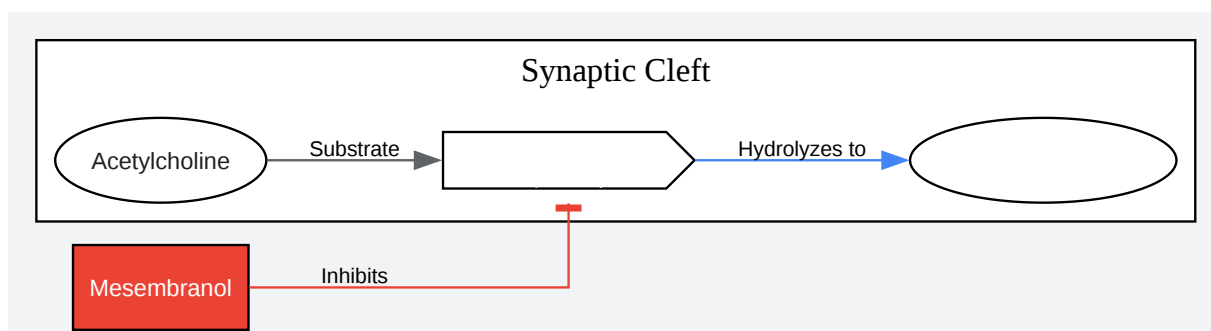 Synaptic Cleft
Acetylcholine
Substrate
Hydrolyzes to
Mesembranol
Inhibits